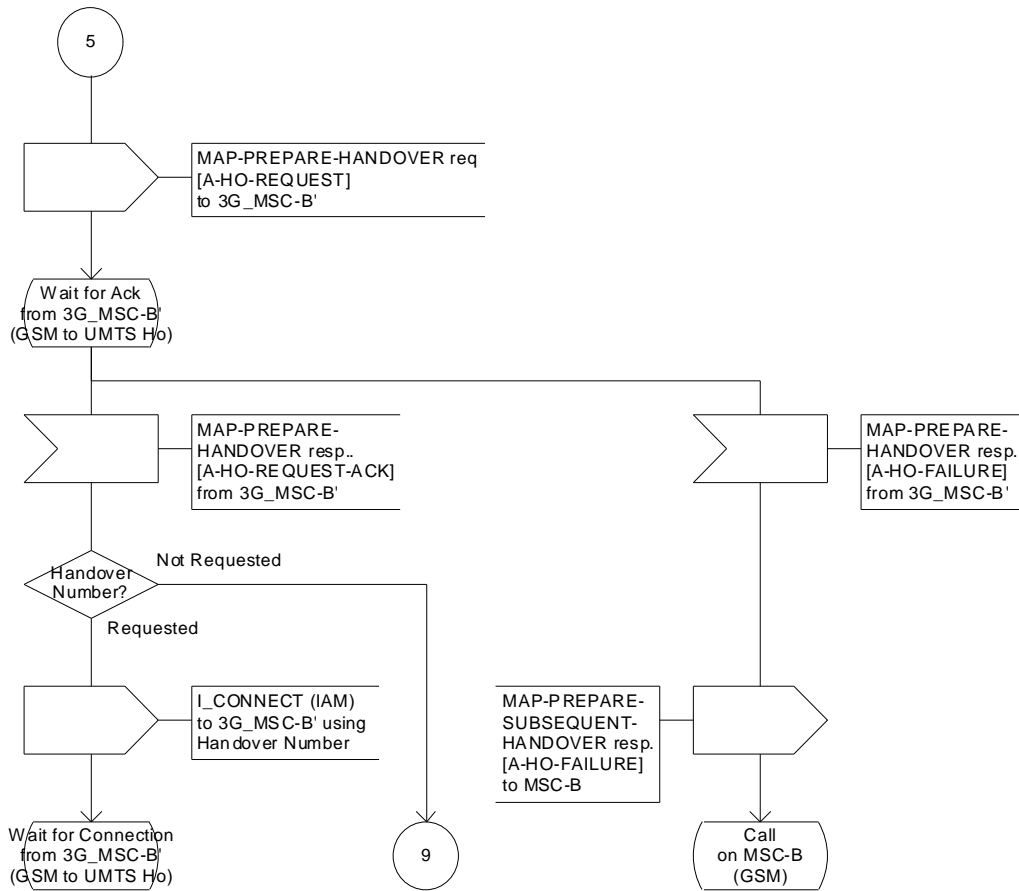 5
MAP-PREPARE-HANDOVER req
[A-HO-REQUEST]
to 3G_MSC-B'
Wait for Ack
from 3G_MSC-B'
(GSM to UMTS Ho)
MAP-PREPARE-
HANDOVER resp..
[A-HO-REQUEST-ACK]
from 3G_MSC-B'
MAP-PREPARE-
HANDOVER resp.
[A-HO-FAILURE]
from 3G_MSC-B'
Handover
Number?
Not Requested
Requested
I_CONNECT (IAM)
to 3G_MSC-B' using
Handover Number
MAP-PREPARE-
SUBSEQUENT-
HANDOVER resp.
[A-HO-FAILURE]
to MSC-B
Wait for Connection
from 3G_MSC-B'
(GSM to UMTS Ho)
9
Call
on MSC-B
(GSM)